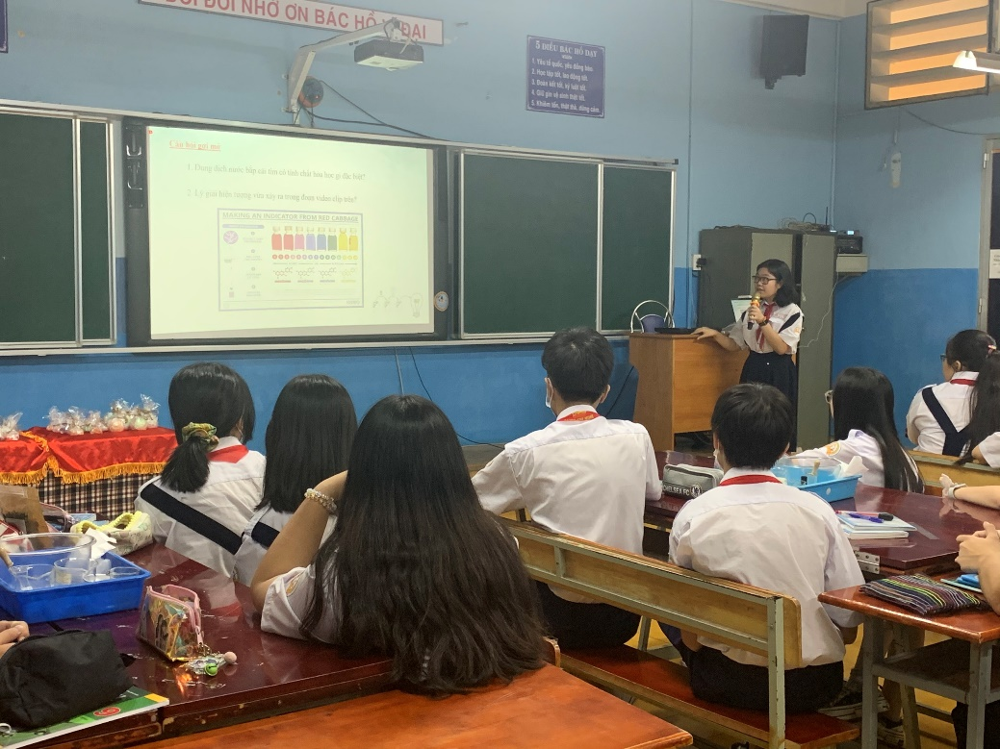 ĐỜI ĐỜI NHỚ ƠN BÁC HỒ VĨ ĐẠI
5 ĐIỀU BÁC HỒ DẠY
1. Yêu tổ quốc, yêu đồng bào.
2. Học tập tốt, lao động tốt.
3. Đoàn kết tốt, kỷ luật tốt.
4. Giữ gìn vệ sinh thật tốt.
5. Khiêm tốn, thật thà, dũng cảm.
Câu hỏi gợi mở
1. Dung dịch nước bắp cải tím có tính chất hóa học gì đặc biệt?
2. Lý giải hiện tượng vừa xảy ra trong đoạn video clip trên?
MAKING AN INDICATOR FROM RED CABBAGE
CHELSEA FC